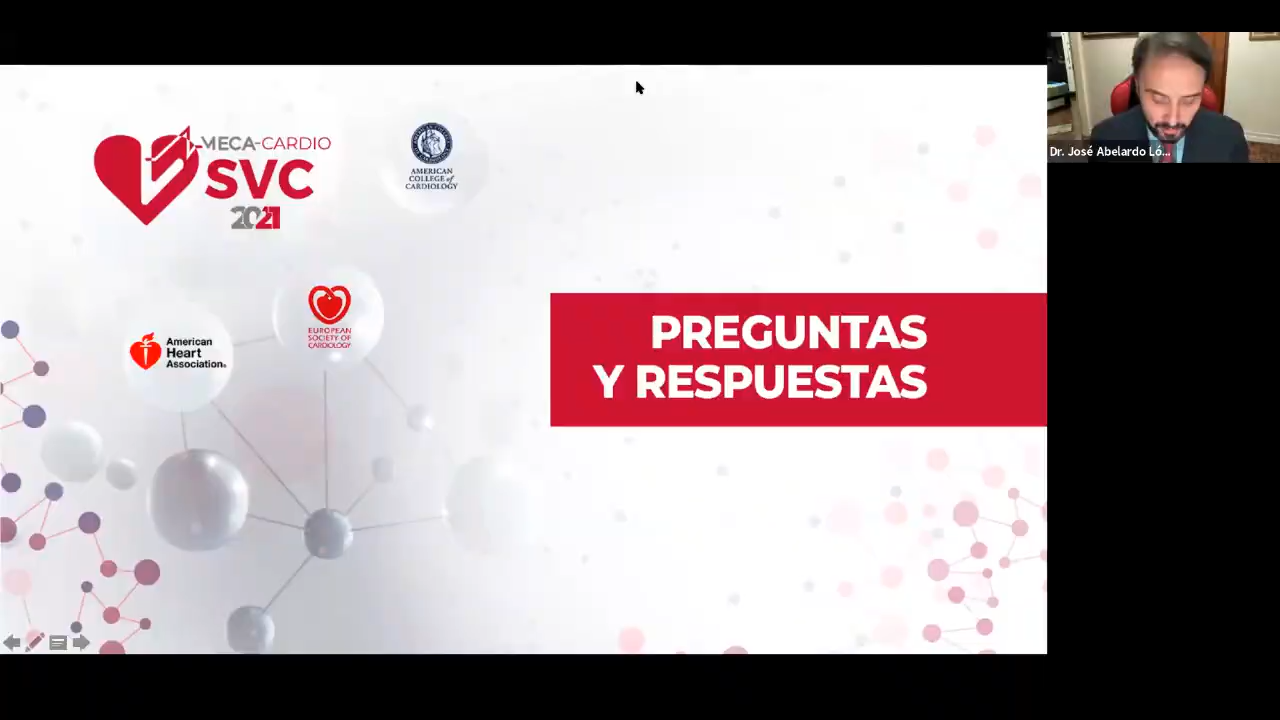 MECA-CARDIO
SVC
2021
AMERICAN
COLLEGE of
CARDIOLOGY
EUROPEAN
SOCIETY OF
CARDIOLOGY
American
Heart
Association®
PREGUNTAS
Y RESPUESTAS
Dr. José Abelardo Ló...